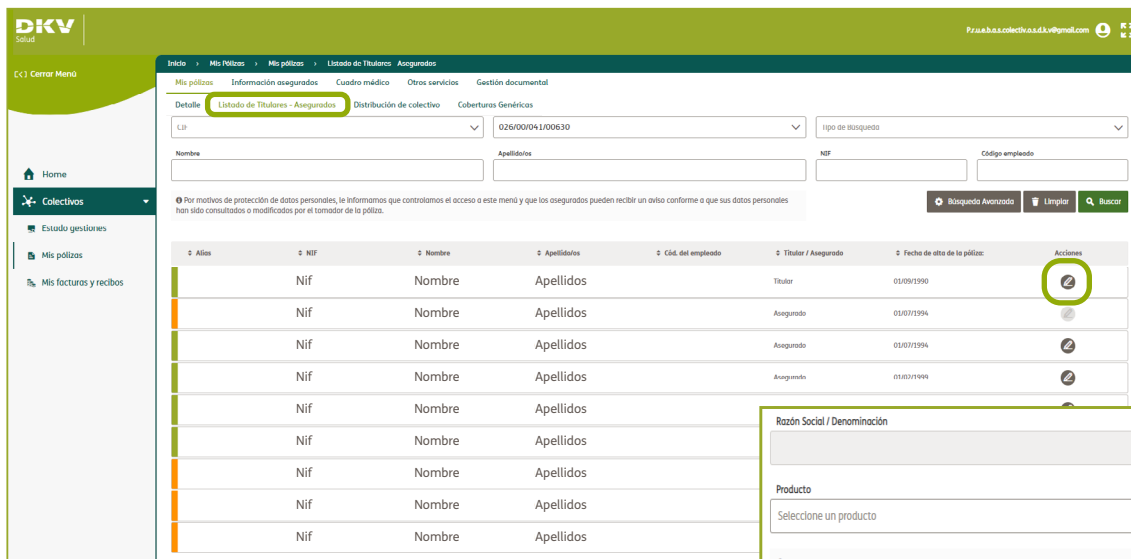 DKV
Salud
P.r.u.e.b.a.s.colectiv.o.s.d.k.v@gmail.com
[<] Cerrar Menú
Inicio > Mis Pólizas > Mis pólizas > Listado de Titulares Asegurados
Mis pólizas Información asegurados Cuadro médico Otros servicios Gestión documental
Detalle Listado de Titulares - Asegurados Distribución de colectivo Coberturas Genéricas
CIF 026/00/041/00630 Tipo de Búsqueda
Nombre Apellido/os NIF Código empleado
Home
Colectivos
Estado gestiones
Mis pólizas
Mis facturas y recibos
Por motivos de protección de datos personales, le informamos que controlamos el acceso a este menú y que los asegurados pueden recibir un aviso conforme a que sus datos personales
han sido consultados o modificados por el tomador de la póliza.
Búsqueda Avanzada Limpiar Buscar
Alias NIF Nombre Apellido/os Cód. del empleado Titular / Asegurado Fecha de alta de la póliza: Acciones
Nif Nombre Apellidos Titular 01/09/1990
Nif Nombre Apellidos Asegurado 01/07/1994
Nif Nombre Apellidos Asegurado 01/07/1994
Nif Nombre Apellidos Asegurado 01/02/1999
Nif Nombre Apellidos
Nif Nombre Apellidos
Nif Nombre Apellidos
Nif Nombre Apellidos
Nif Nombre Apellidos
Razón Social / Denominación
Producto
Seleccione un producto